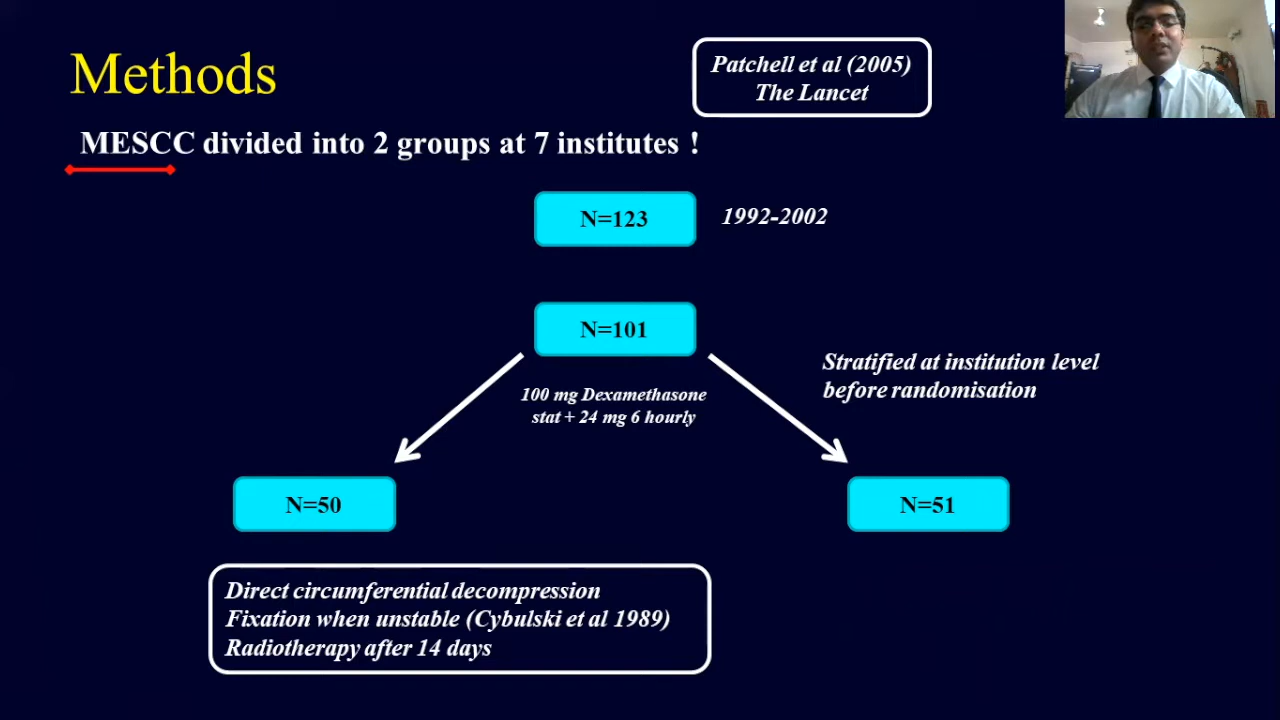 Methods
Patchell et al (2005)
The Lancet
MESCC divided into 2 groups at 7 institutes !
N=123
1992-2002
N=101
Stratified at institution level
before randomisation
100 mg Dexamethasone
stat + 24 mg 6 hourly
N=50
N=51
Direct circumferential decompression
Fixation when unstable (Cybulski et al 1989)
Radiotherapy after 14 days